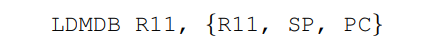 LDMDB R11, {R11, SP, PC}